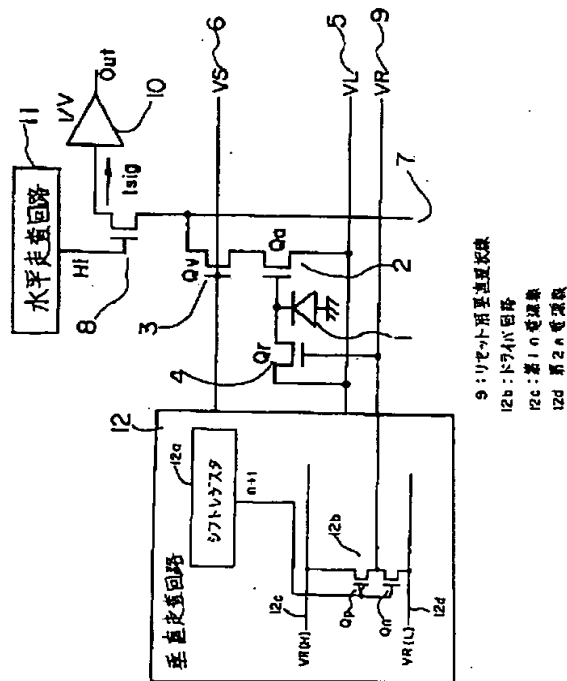 11
水平走査回路
I/V
Out
10
Isig
Hi
8
VS
6
Qv
3
Qa
2
VL
5
VR
9
7
Qr
4
1
12
垂直走査回路
12a
シフトレジスタ
n+1
12c
VR(H)
12b
Qp
Qn
VR(L)
12d
9:リセット用垂直選択線
12b:ドライバ回路
12c:第1の電源線
12d 第2の電源線